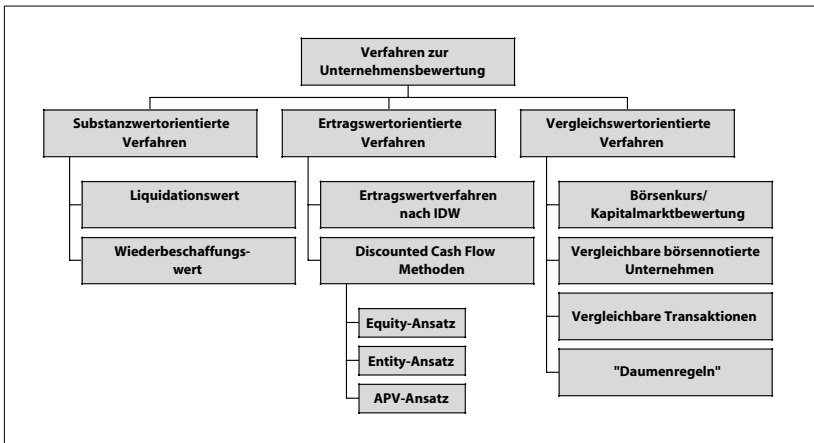 Verfahren zur
Unternehmensbewertung
Substanzwertorientierte
Verfahren
Liquidationswert
Wiederbeschaffungs-
wert
Ertragswertorientierte
Verfahren
Ertragswertverfahren
nach IDW
Discounted Cash Flow
Methoden
Equity-Ansatz
Entity-Ansatz
APV-Ansatz
Vergleichswertorientierte
Verfahren
Börsenkurs/
Kapitalmarktbewertung
Vergleichbare börsennotierte
Unternehmen
Vergleichbare Transaktionen
"Daumenregeln"